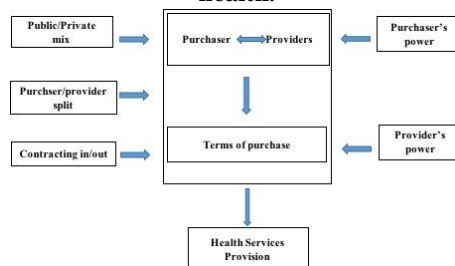 health.
Public/Private
mix
Purchaser Providers
Purchaser's
power
Purchser/provider
split
Contracting in/out
Terms of purchase
Provider's
power
Health Services
Provision